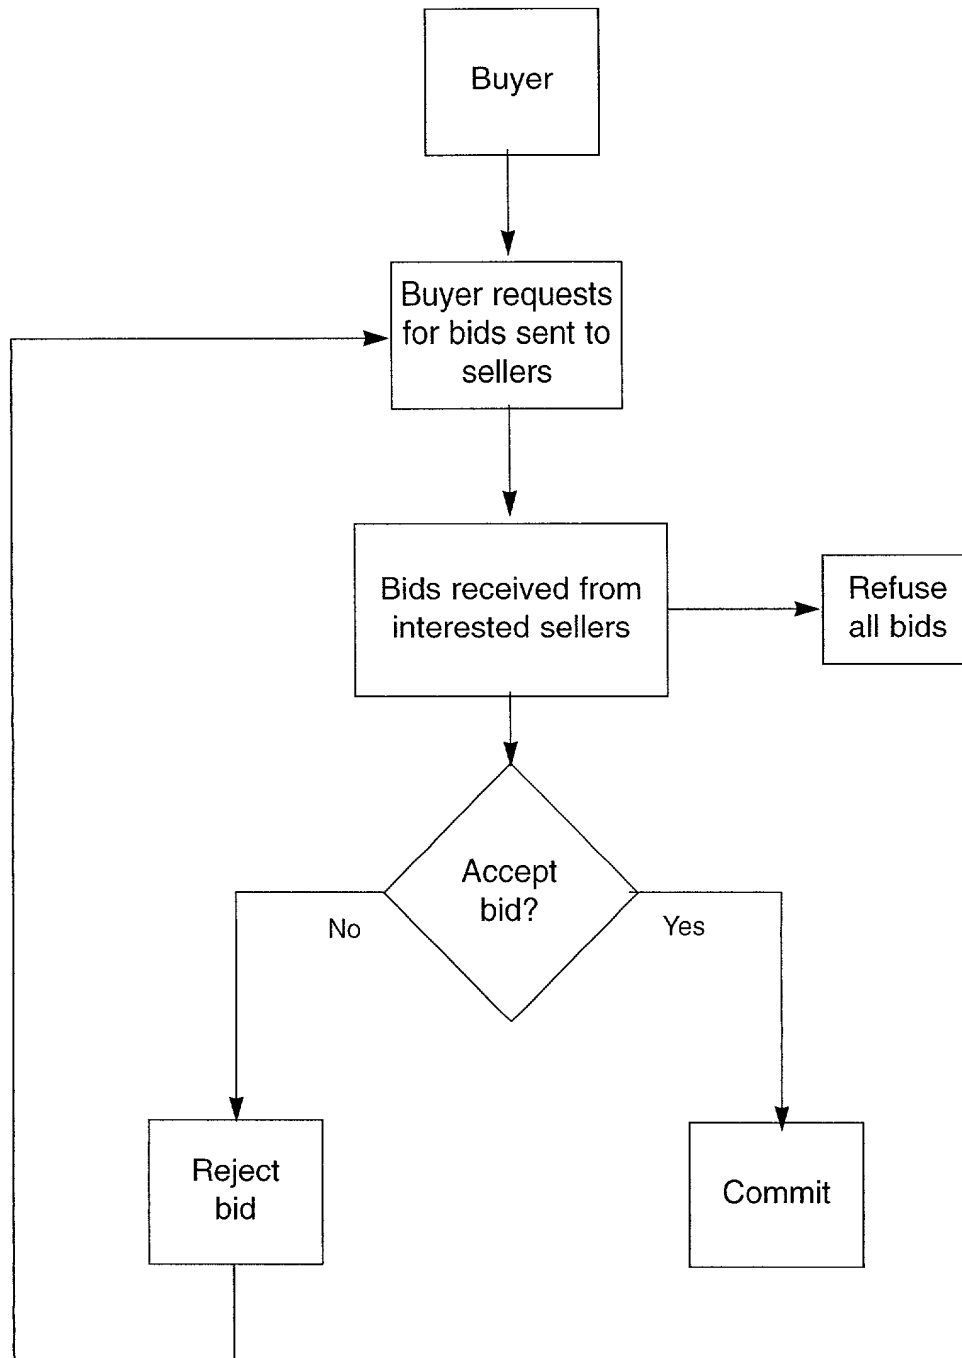 Buyer
Buyer requests
for bids sent to
sellers
Bids received from
interested sellers
Refuse
all bids
Accept
bid?
No
Yes
Reject
bid
Commit